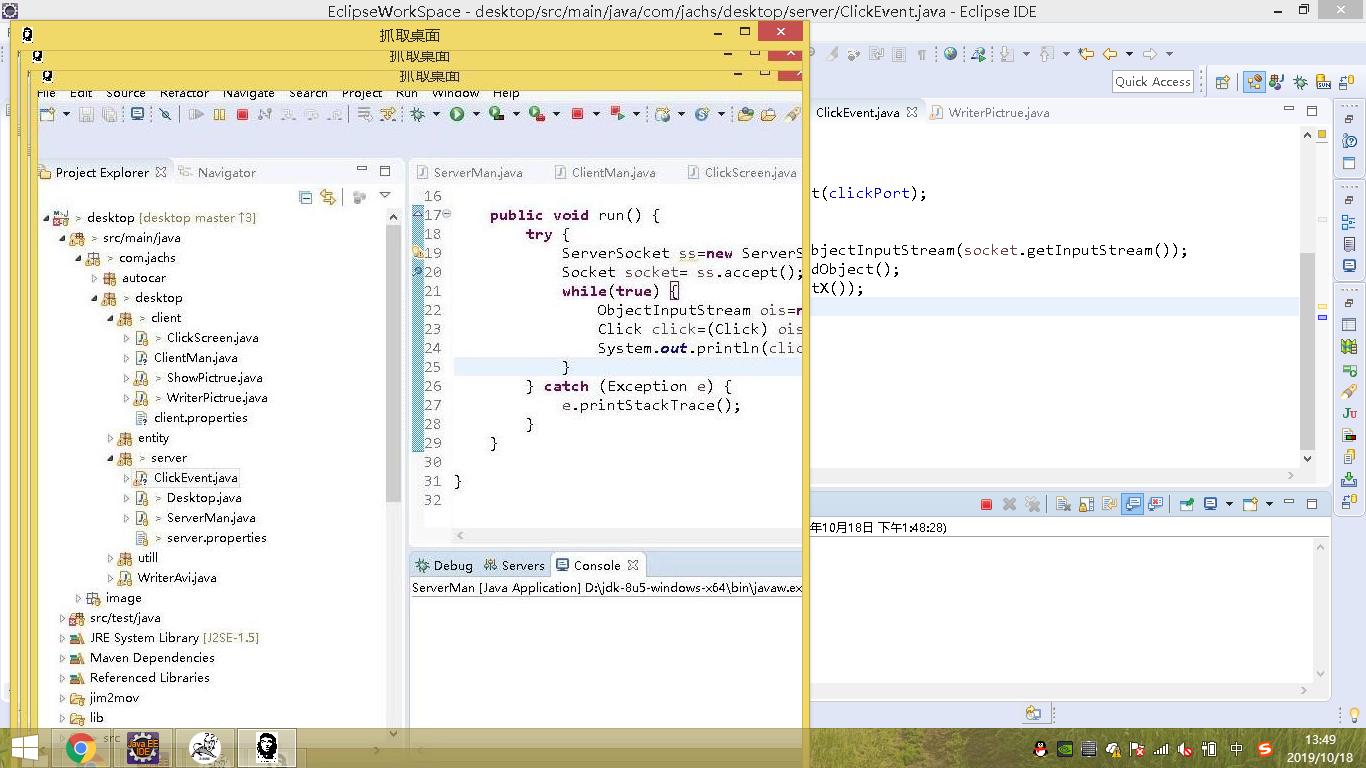 EclipseWorkSpace - desktop/src/main/java/com/jachs/desktop/server/ClickEvent.java - Eclipse IDE
抓取桌面
抓取桌面
抓取桌面
File Edit Source Refactor Navigate Search Project Run Window Help
Quick Access
ClickEvent.java
WriterPictrue.java
Project Explorer
Navigator
ServerMan.java
ClientMan.java
ClickScreen.java
> desktop [desktop master ↑3]
> src/main/java
> com.jachs
autocar
> desktop
> client
> ClickScreen.java
ClientMan.java
> ShowPictrue.java
> WriterPictrue.java
client.properties
entity
> server
ClickEvent.java
> Desktop.java
> ServerMan.java
> server.properties
utill
WriterAvi.java
image
src/test/java
JRE System Library [J2SE-1.5]
Maven Dependencies
Referenced Libraries
jim2mov
lib
src
16
17 public void run() {
18 try {
19 ServerSocket ss=new ServerS
20 Socket socket= ss.accept();
21 while(true) {
22 ObjectInputStream ois=n
23 Click click=(Click) ois
24 System.out.println(clic
25 }
26 } catch (Exception e) {
27 e.printStackTrace();
28 }
29 }
30
31 }
32
t(clickPort);
bjectInputStream(socket.getInputStream());
dObject();
tX());
Debug
Servers
Console
ServerMan [Java Application] D:\jdk-8u5-windows-x64\bin\javaw.ex
年10月18日 下午1:48:28)
Java EE
IDE
中
13:49
2019/10/18